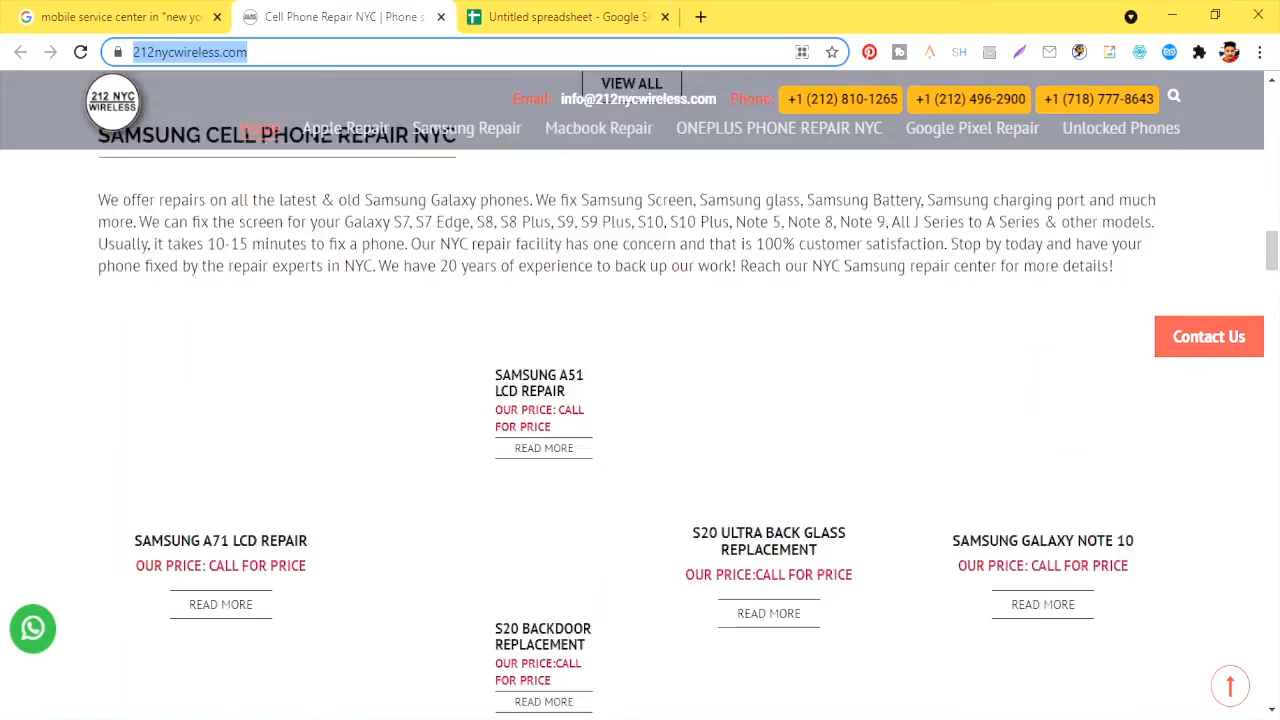 mobile service center in "new yo
Cell Phone Repair NYC | Phone s
Untitled spreadsheet - Google S
212nycwireless.com
SH
212 NYC
WIRELESS
VIEW ALL
Email: info@212nycwireless.com Phone: +1 (212) 810-1265 +1 (212) 496-2900 +1 (718) 777-8643
Home Apple Repair Samsung Repair Macbook Repair ONEPLUS PHONE REPAIR NYC Google Pixel Repair Unlocked Phones
SAMSUNG CELL PHONE REPAIR NYC
We offer repairs on all the latest & old Samsung Galaxy phones. We fix Samsung Screen, Samsung glass, Samsung Battery, Samsung charging port and much
more. We can fix the screen for your Galaxy S7, S7 Edge, S8, S8 Plus, S9, S9 Plus, S10, S10 Plus, Note 5, Note 8, Note 9, All J Series to A Series & other models.
Usually, it takes 10-15 minutes to fix a phone. Our NYC repair facility has one concern and that is 100% customer satisfaction. Stop by today and have your
phone fixed by the repair experts in NYC. We have 20 years of experience to back up our work! Reach our NYC Samsung repair center for more details!
Contact Us
SAMSUNG A71 LCD REPAIR
OUR PRICE: CALL FOR PRICE
READ MORE
SAMSUNG A51
LCD REPAIR
OUR PRICE: CALL
FOR PRICE
READ MORE
S20 BACKDOOR
REPLACEMENT
OUR PRICE:CALL
FOR PRICE
READ MORE
S20 ULTRA BACK GLASS
REPLACEMENT
OUR PRICE:CALL FOR PRICE
READ MORE
SAMSUNG GALAXY NOTE 10
OUR PRICE: CALL FOR PRICE
READ MORE